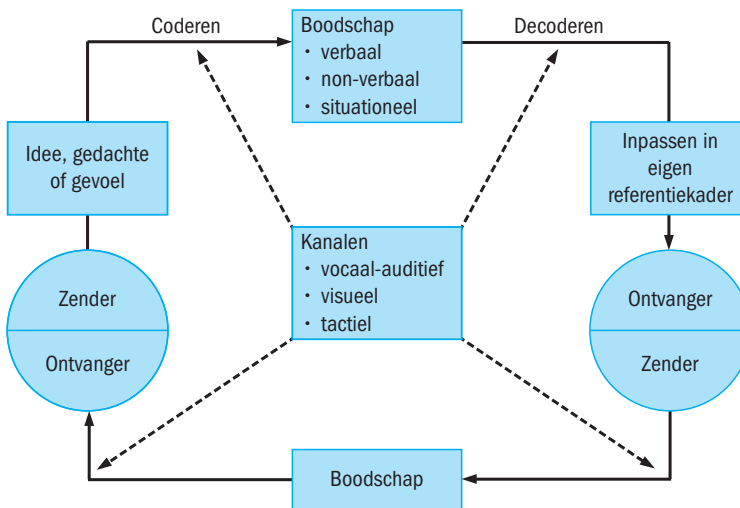 Coderen
Boodschap
· verbaal
· non-verbaal
· situationeel
Decoderen
Idee, gedachte
of gevoel
Inpassen in
eigen
referentiekader
Kanalen
· vocaal-auditief
· visueel
· tactiel
Zender
Ontvanger
Ontvanger
Zender
Boodschap